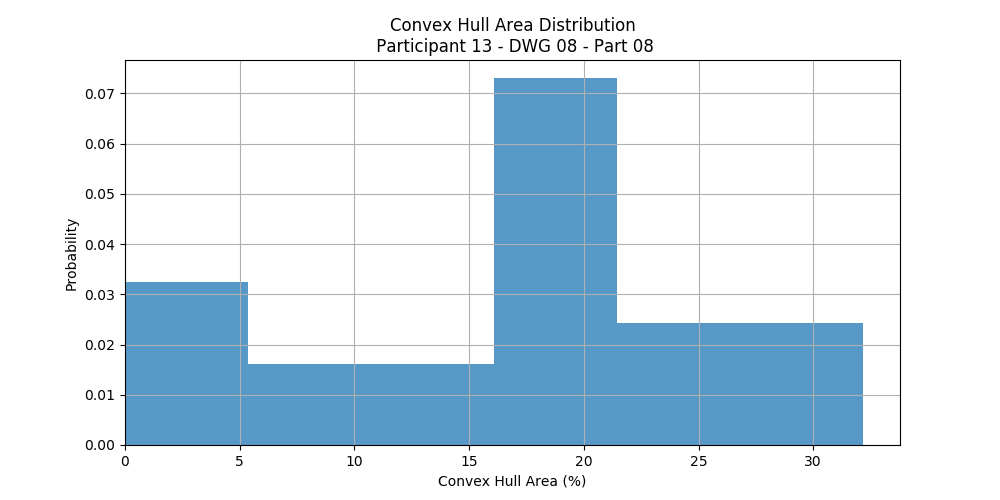 Convex Hull Area Distribution
Participant 13 - DWG 08 - Part 08
Probability
0.07
0.06
0.05
0.04
0.03
0.02
0.01
0.00
0 5 10 15 20 25 30
Convex Hull Area (%)